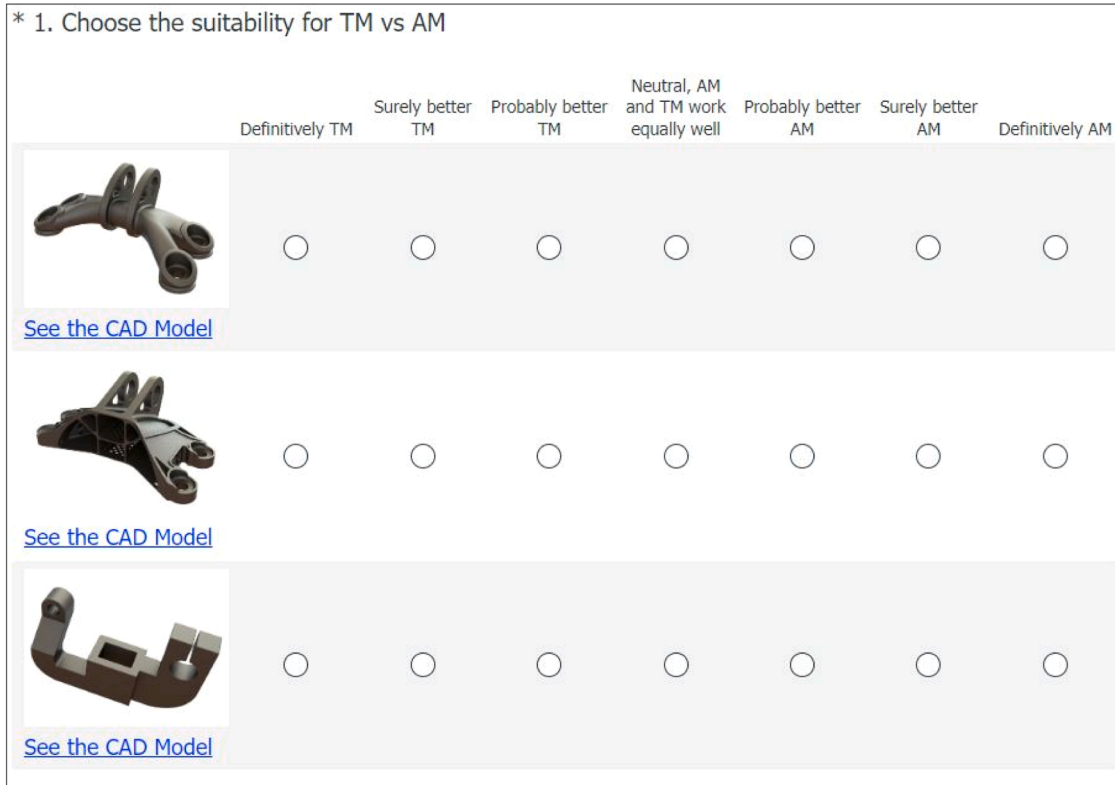 * 1. Choose the suitability for TM vs AM
Definitively TM
Surely better
TM
Probably better
TM
Neutral, AM
and TM work
equally well
Probably better
AM
Surely better
AM
Definitively AM
See the CAD Model
See the CAD Model
See the CAD Model